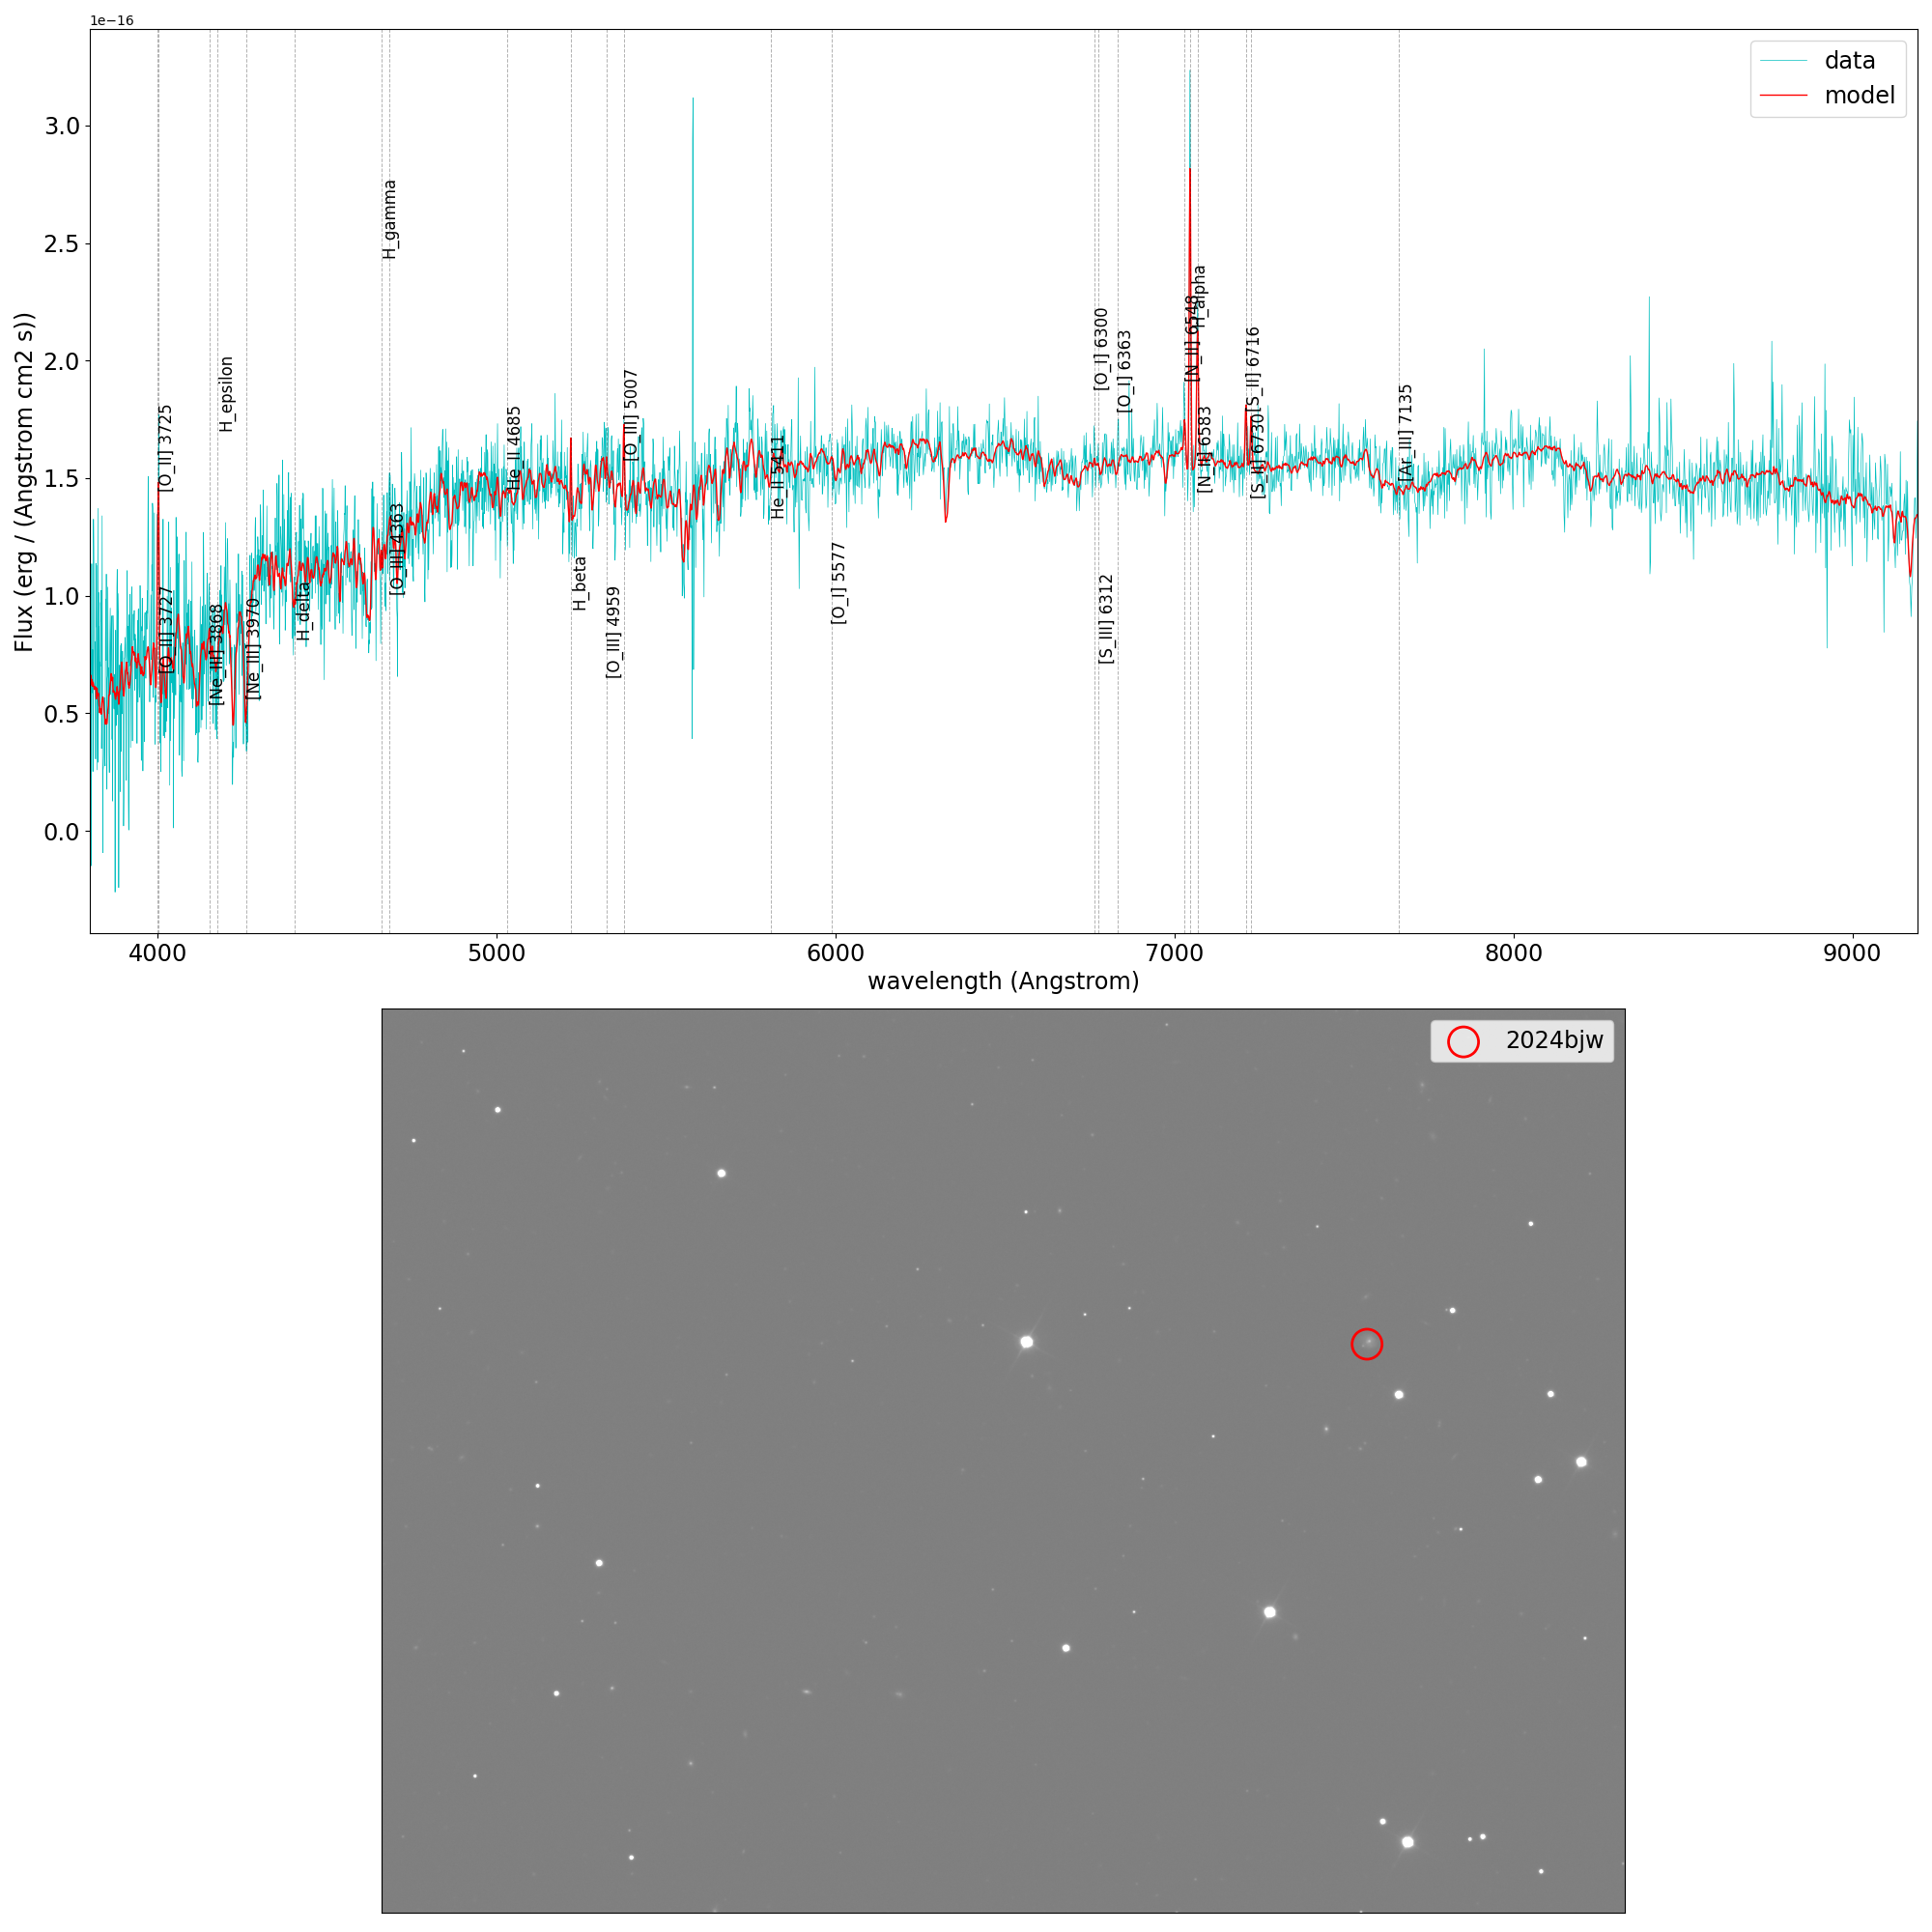 1e−16
data
model
3.0
2.5
2.0
1.5
1.0
0.5
0.0
Flux (erg / (Angstrom cm2 s))
[O_II] 3725
[O_II] 3727
[Ne_III] 3868
H_epsilon
[Ne_III] 3970
H_delta
H_gamma
[O_III] 4363
He_II 4685
H_beta
[O_III] 4959
[O_III] 5007
He_II 5411
[O_I] 5577
[O_I] 6300
[S_III] 6312
[O_I] 6363
[N_II] 6548
H_alpha
[N_II] 6583
[S_II] 6716
[S_II] 6730
[Ar_III] 7135
4000 5000 6000 7000 8000 9000
wavelength (Angstrom)
2024bjw